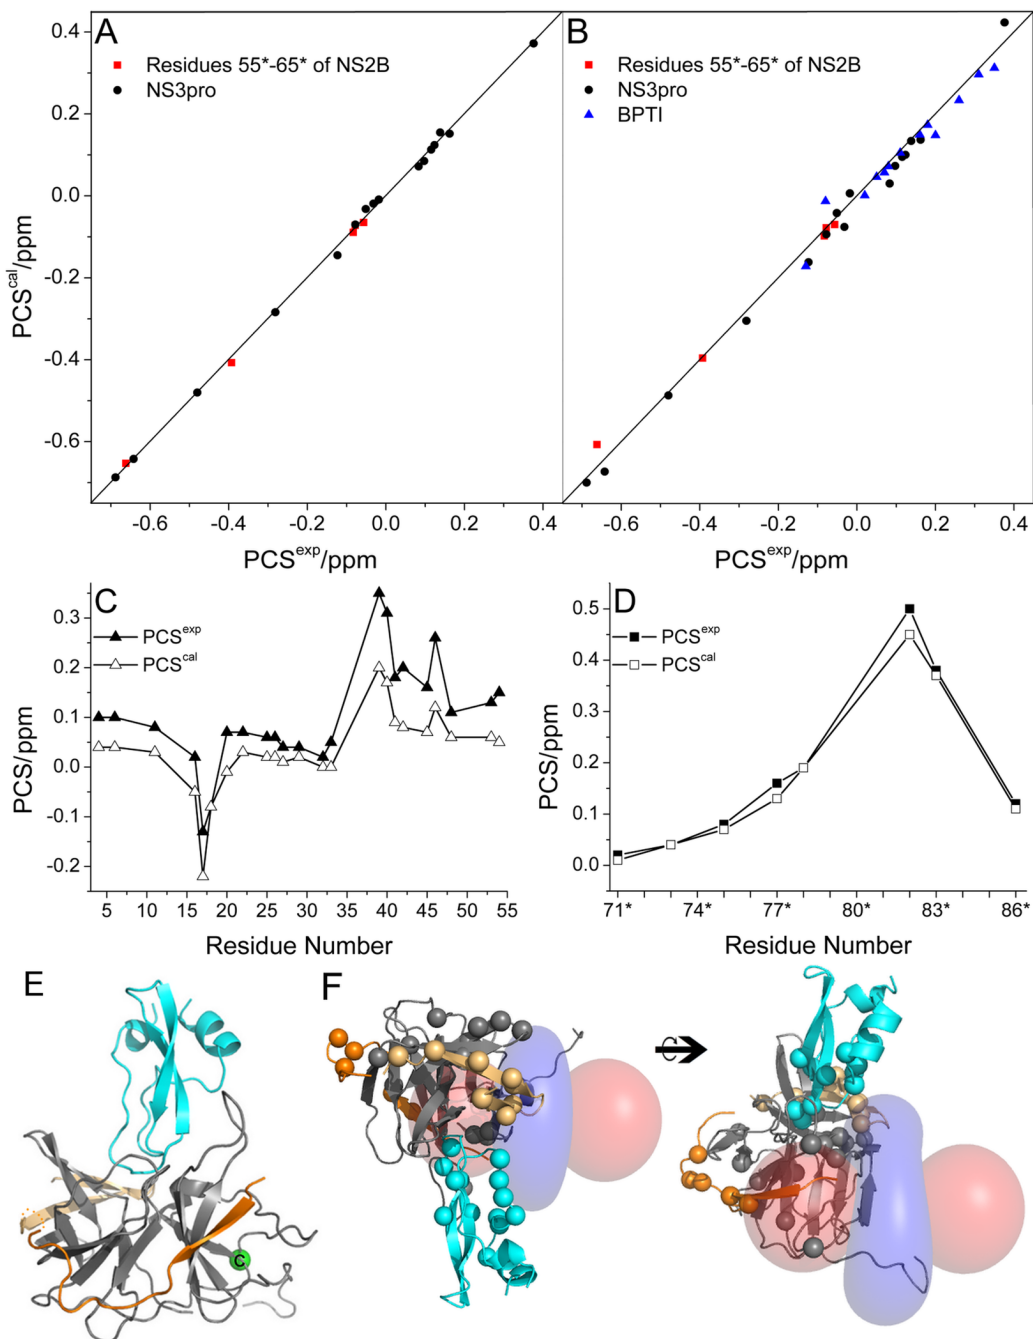 A
Residues 55*-65* of NS2B
NS3pro
PCS^cal/ppm
0.4
0.2
0.0
-0.2
-0.4
-0.6
-0.6 -0.4 -0.2 0.0 0.2 0.4
PCS^exp/ppm
B
Residues 55*-65* of NS2B
NS3pro
BPTI
-0.6 -0.4 -0.2 0.0 0.2 0.4
PCS^exp/ppm
C
PCS^exp
PCS^cal
PCS/ppm
0.3
0.2
0.1
0.0
-0.1
-0.2
5 10 15 20 25 30 35 40 45 50 55
Residue Number
D
PCS^exp
PCS^cal
PCS/ppm
0.5
0.4
0.3
0.2
0.1
0.0
71* 74* 77* 80* 83* 86*
Residue Number
E
C
F